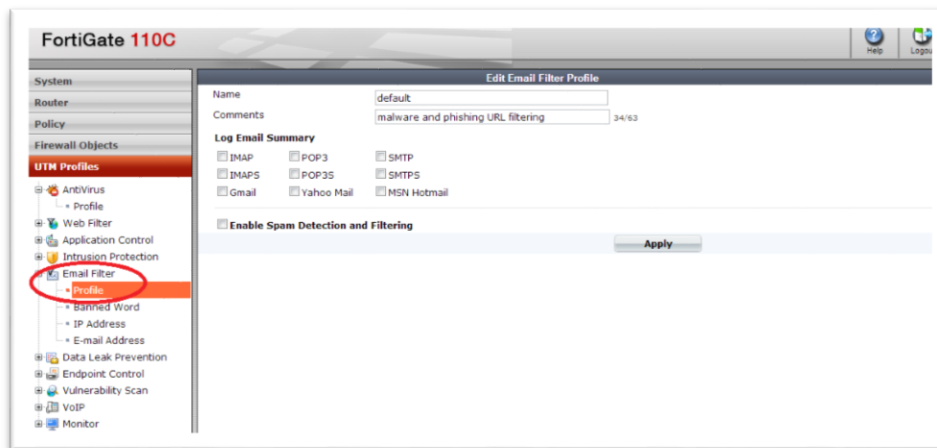 FortiGate 110C
Help
Logou
System
Router
Policy
Firewall Objects
UTM Profiles
AntiVirus
Profile
Web Filter
Application Control
Intrusion Protection
Email Filter
Profile
Banned Word
IP Address
E-mail Address
Data Leak Prevention
Endpoint Control
Vulnerability Scan
VoIP
Monitor
Edit Email Filter Profile
Name default
Comments malware and phishing URL filtering 34/63
Log Email Summary
IMAP POP3 SMTP
IMAPS POP3S SMTPS
Gmail Yahoo Mail MSN Hotmail
Enable Spam Detection and Filtering
Apply